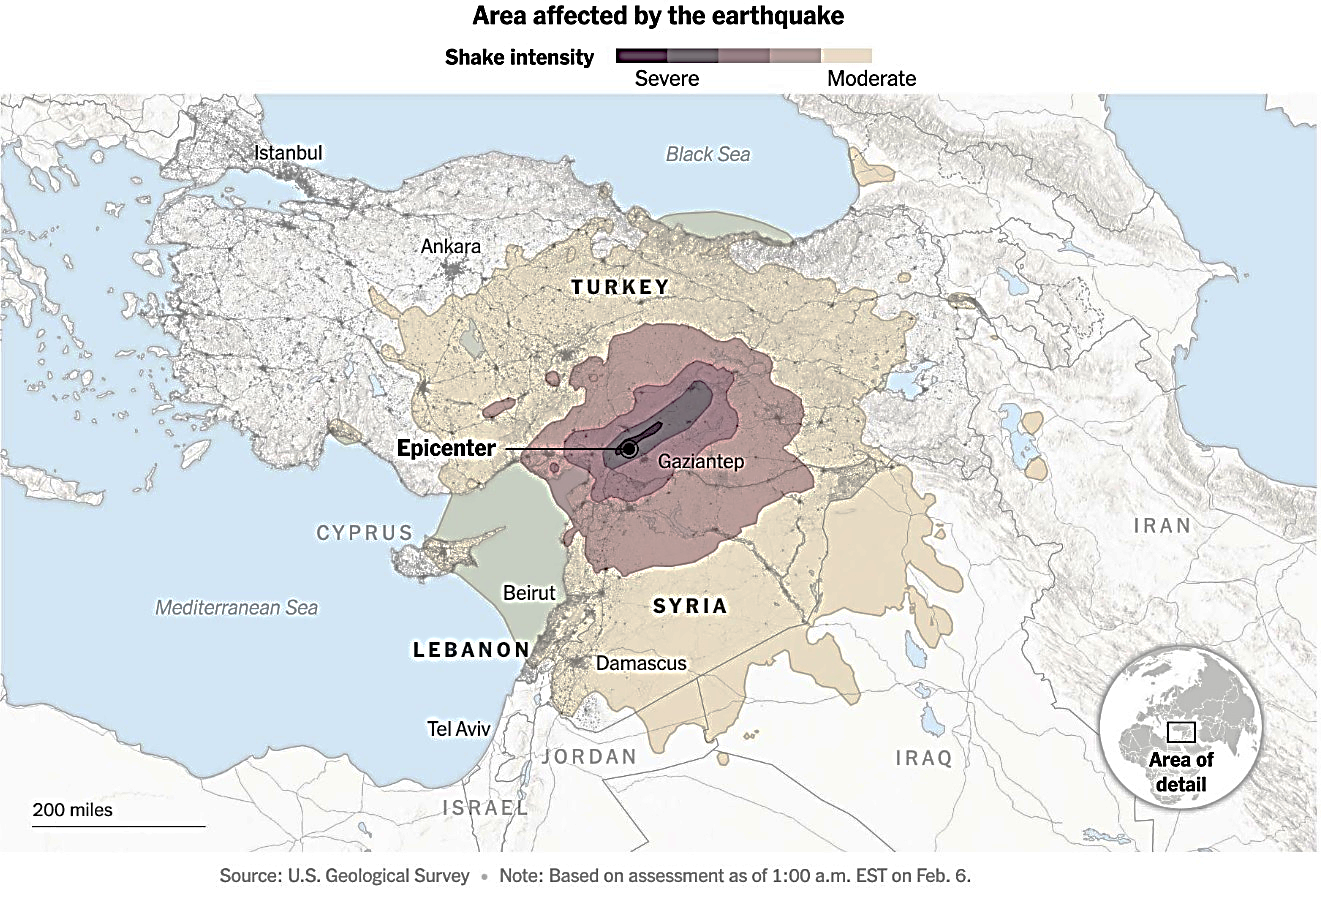 Area affected by the earthquake
Shake intensity
Severe
Moderate
Istanbul
Black Sea
Ankara
TURKEY
Epicenter
Gaziantep
CYPRUS
IRAN
Beirut
Mediterranean Sea
SYRIA
LEBANON
Damascus
Tel Aviv
JORDAN
IRAQ
Area of
detail
200 miles
ISRAEL
Source: U.S. Geological Survey • Note: Based on assessment as of 1:00 a.m. EST on Feb. 6.